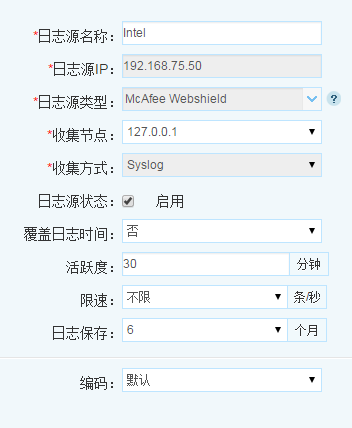 *日志源名称： Intel
*日志源IP： 192.168.75.50
*日志源类型： McAfee Webshield ?
*收集节点： 127.0.0.1
*收集方式： Syslog
日志源状态： 启用
覆盖日志时间： 否
活跃度： 30 分钟
限速： 不限 条/秒
日志保存： 6 个月
编码： 默认